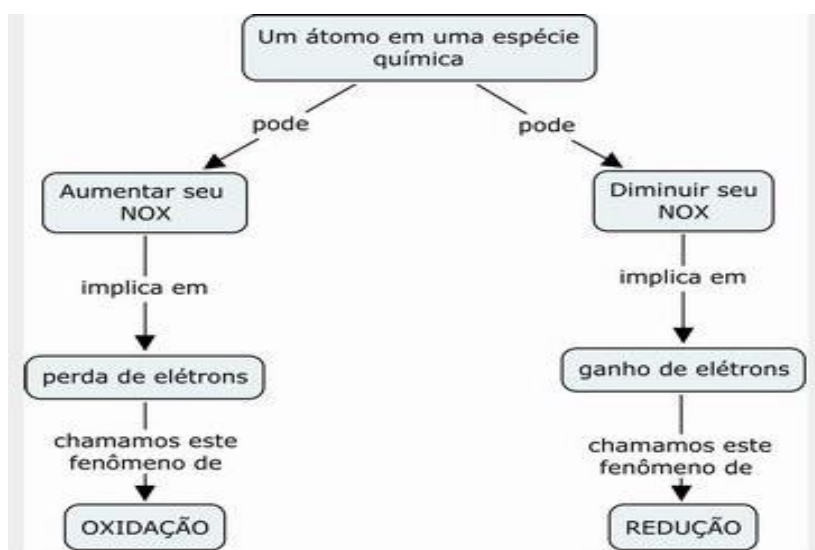 Um átomo em uma espécie
química
pode
pode
Aumentar seu
NOX
Diminuir seu
NOX
implica em
implica em
perda de elétrons
ganho de elétrons
chamamos este
fenômeno de
chamamos este
fenômeno de
OXIDAÇÃO
REDUÇÃO